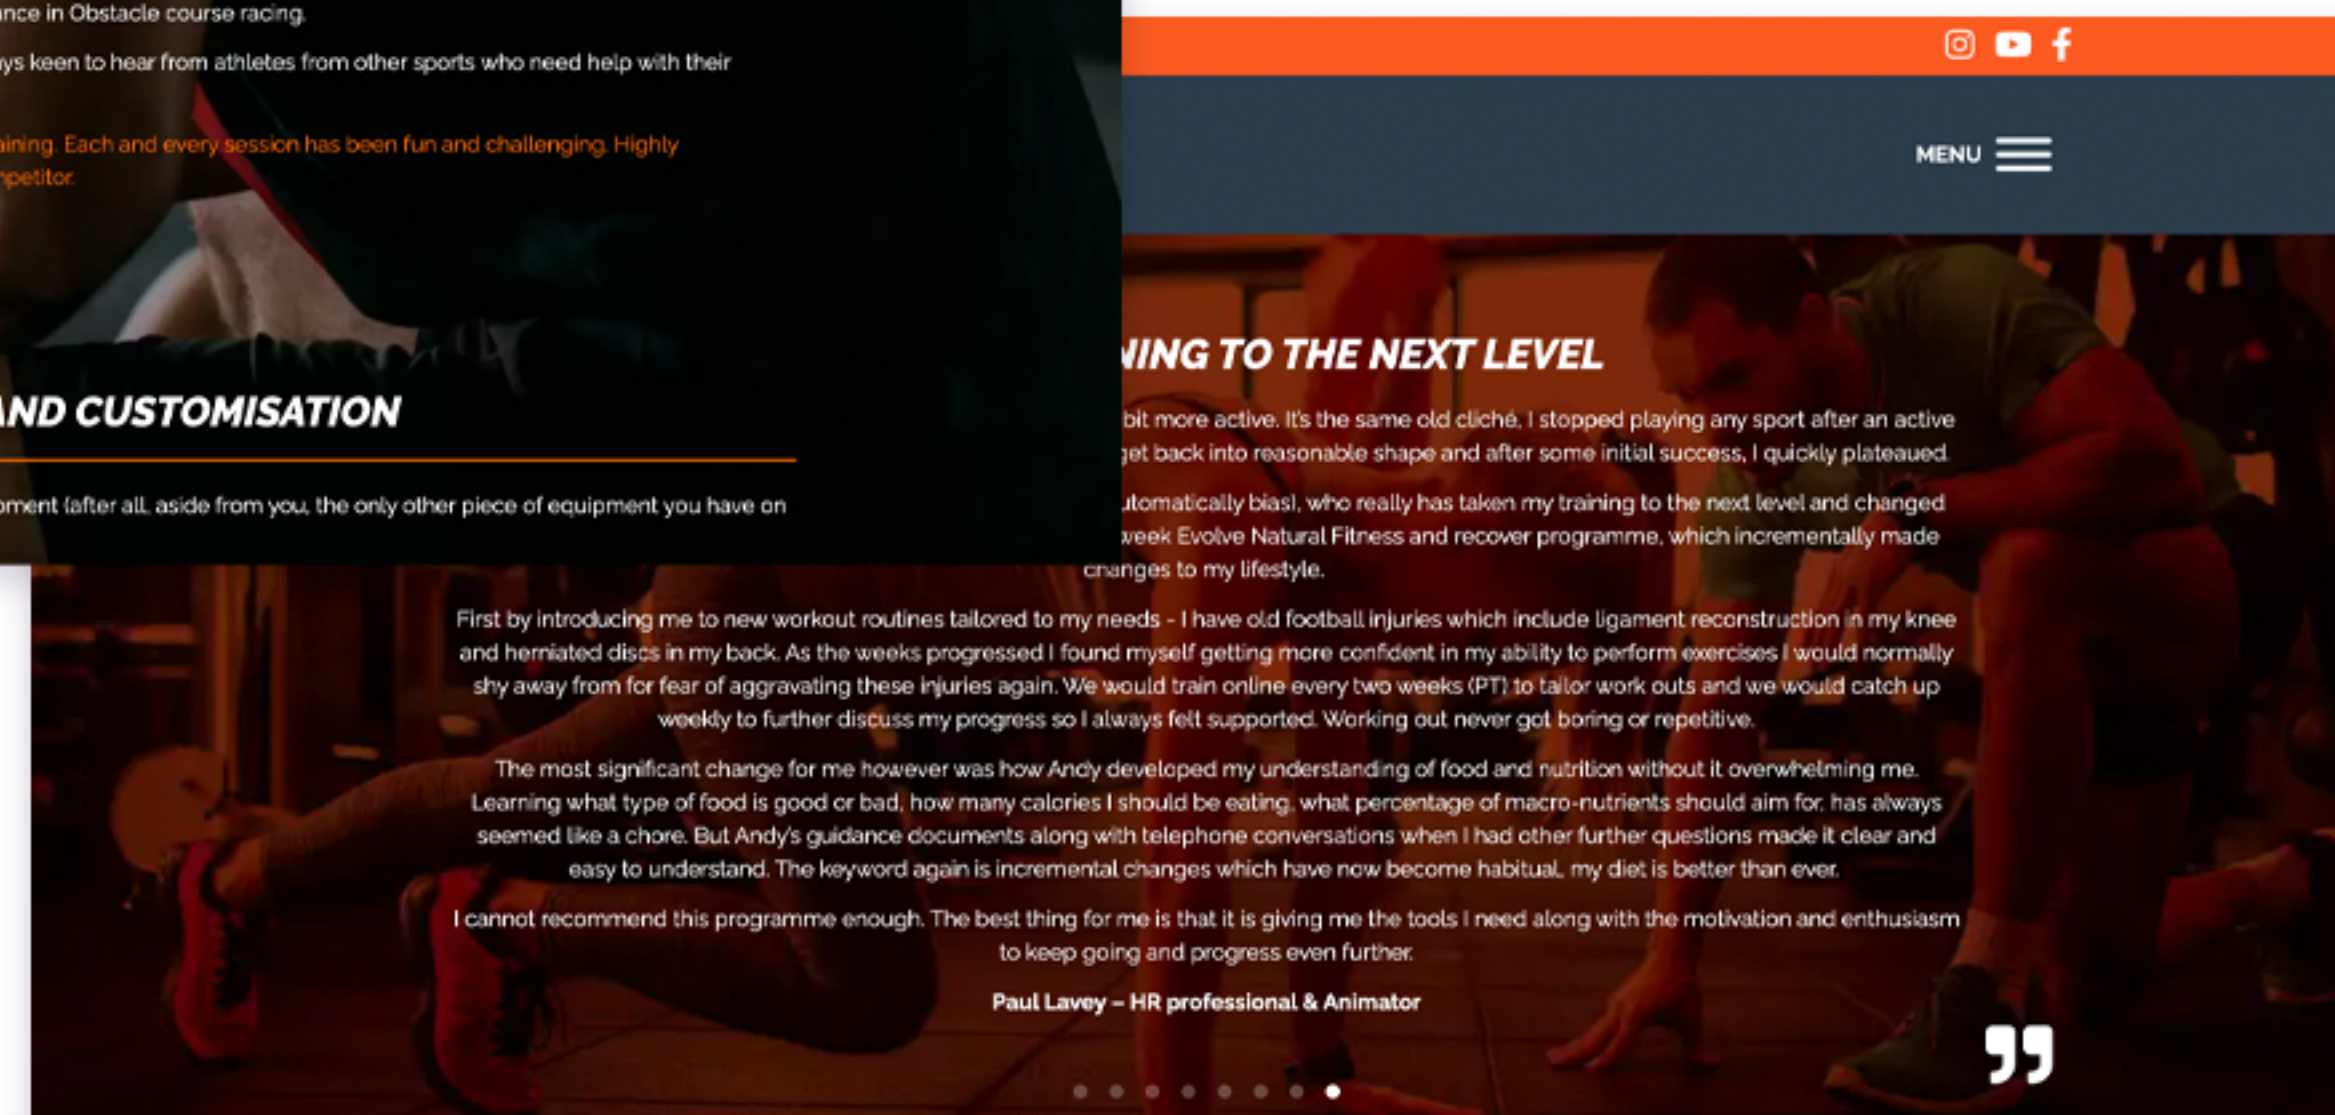 ance in Obstacle course racing.
ys keen to hear from athletes from other sports who need help with their
aining. Each and every session has been fun and challenging. Highly
mpetitor.
AND CUSTOMISATION
oment (after all, aside from you, the only other piece of equipment you have on
MENU
NING TO THE NEXT LEVEL
bit more active. It's the same old cliché, I stopped playing any sport after an active
get back into reasonable shape and after some initial success, I quickly plateaued.
utomatically bias), who really has taken my training to the next level and changed
week Evolve Natural Fitness and recover programme, which incrementally made
changes to my lifestyle.
First by introducing me to new workout routines tailored to my needs - I have old football injuries which include ligament reconstruction in my knee
and herniated discs in my back. As the weeks progressed I found myself getting more confident in my ability to perform exercises I would normally
shy away from for fear of aggravating these injuries again. We would train online every two weeks (PT) to tailor work outs and we would catch up
weekly to further discuss my progress so I always felt supported. Working out never got boring or repetitive.
The most significant change for me however was how Andy developed my understanding of food and nutrition without it overwhelming me.
Learning what type of food is good or bad, how many calories I should be eating, what percentage of macro-nutrients should aim for, has always
seemed like a chore. But Andy's guidance documents along with telephone conversations when I had other further questions made it clear and
easy to understand. The keyword again is incremental changes which have now become habitual, my diet is better than ever.
I cannot recommend this programme enough. The best thing for me is that it is giving me the tools I need along with the motivation and enthusiasm
to keep going and progress even further.
Paul Lavey – HR professional & Animator
”